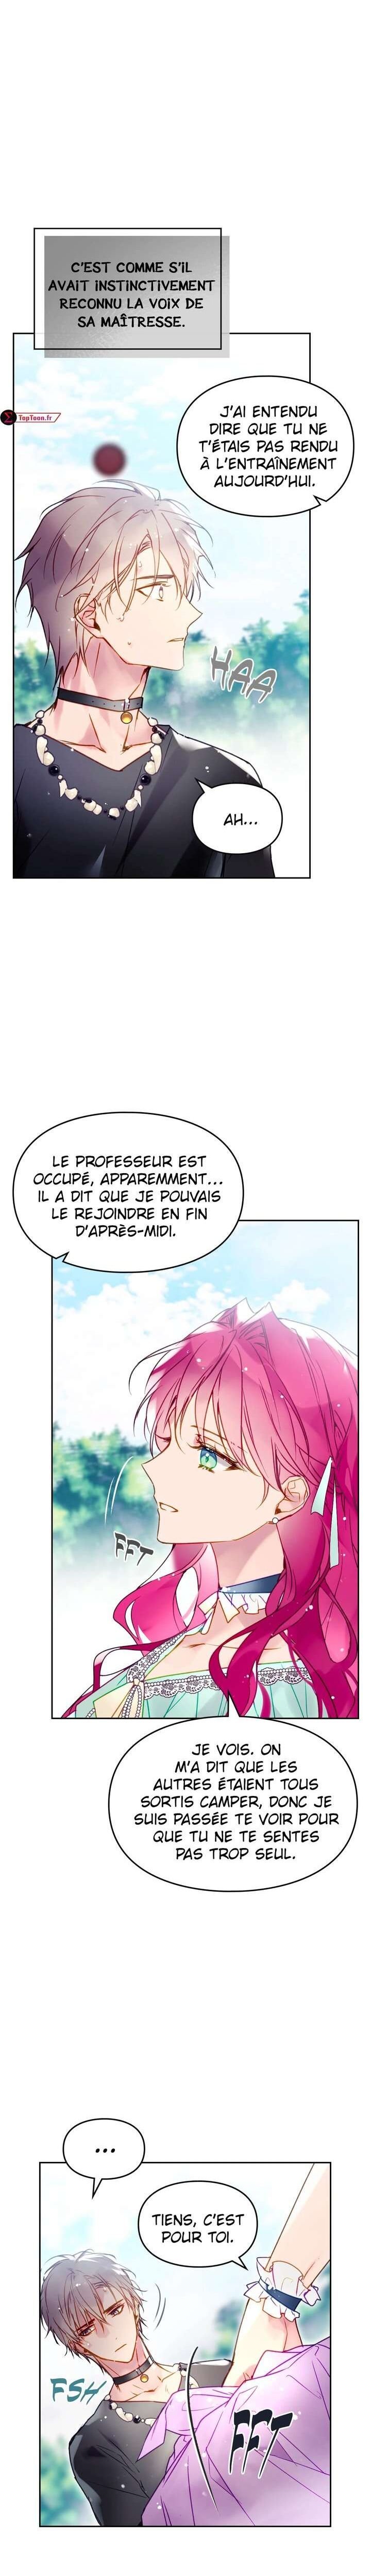 C'EST COMME S'IL
AVAIT INSTINCTIVEMENT
RECONNU LA VOIX DE
SA MAÎTRESSE.
TopToon.fr
J'AI ENTENDU
DIRE QUE TU NE
T'ÉTAIS PAS RENDU
À L'ENTRAÎNEMENT
AUJOURD'HUI.
HAA
AH...
LE PROFESSEUR EST
OCCUPÉ, APPAREMMENT...
IL A DIT QUE JE POUVAIS
LE REJOINDRE EN FIN
D'APRÈS-MIDI.
FFT
JE VOIS. ON
M'A DIT QUE LES
AUTRES ÉTAIENT TOUS
SORTIS CAMPER, DONC JE
SUIS PASSÉE TE VOIR POUR
QUE TU NE TE SENTES
PAS TROP SEUL.
...
TIENS, C'EST
POUR TOI.
FSH
FFT